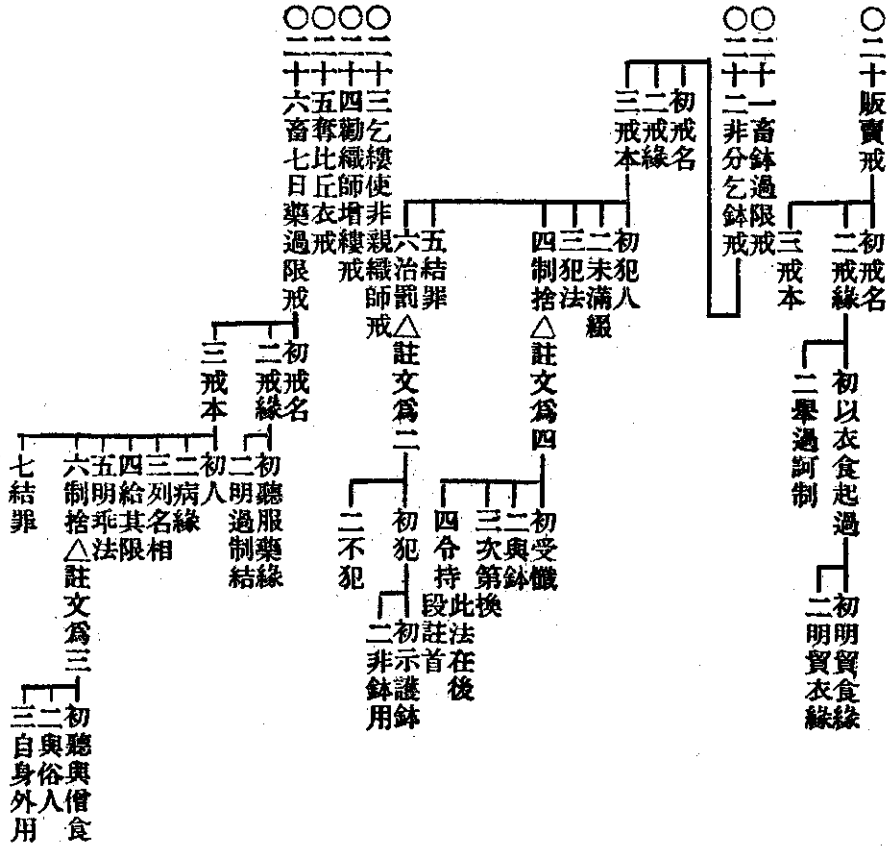 ○二十販賣戒
初戒名
二戒緣
初以衣食起過
初明貿食緣
二明貿衣緣
二舉過訶制
三戒本
○二十一畜鉢過限戒
○二十二非分乞鉢戒
初戒名
二戒緣
三戒本
初犯人
二未滿綴
三犯法
四制捨△註文爲四
初受懺
二與鉢
三次第換
四令持
此法在後
段註首
五結罪
六治罰△註文爲二
初犯
初示護鉢
二非鉢用
二不犯
○二十三乞縷使非親織師戒
○二十四勸織師增縷戒
○二十五奪比丘衣戒
○二十六畜七日藥過限戒
初戒名
二戒緣
初聽服藥緣
二明過制結
三戒本
初人
二病緣
三列名相
四給其限
五明乖法
六制捨△註文爲三
初聽與僧食
二與俗人
三自身外用
七結罪